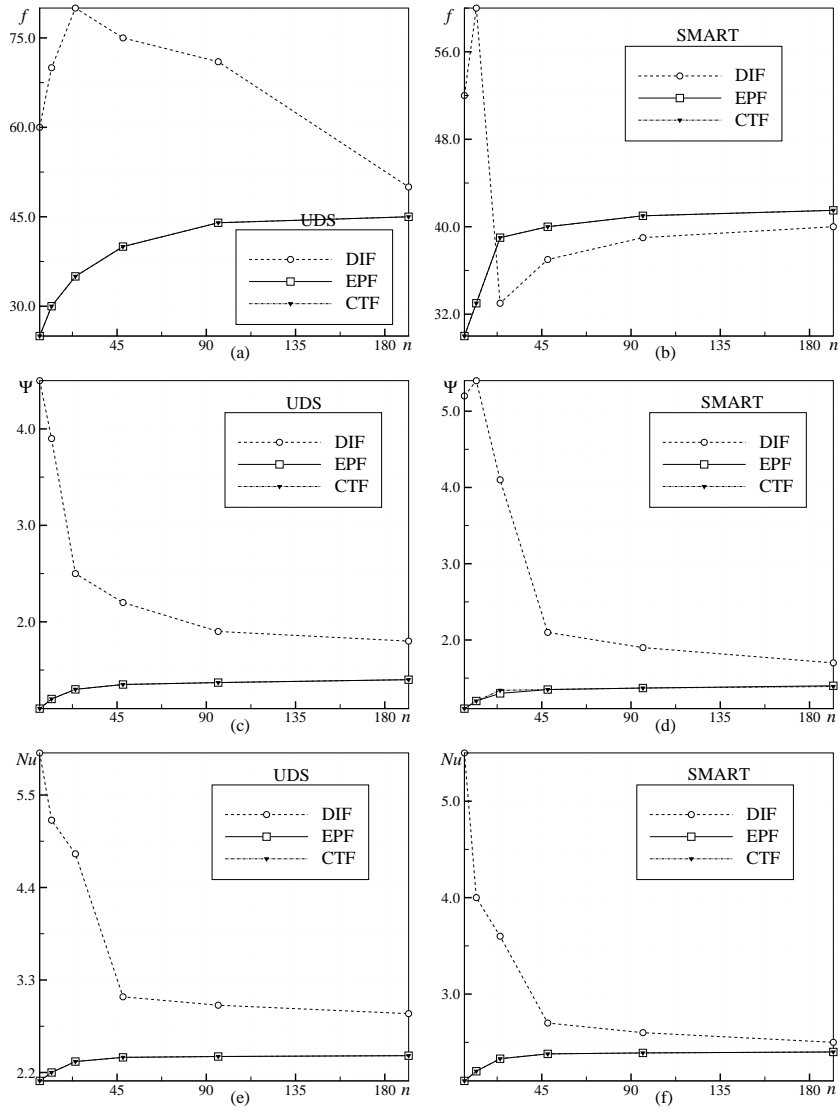 f
75.0
60.0
45.0
30.0
UDS
DIF
EPF
CTF
45 90 135 180 n
(a)
f
56.0
48.0
40.0
32.0
SMART
DIF
EPF
CTF
45 90 135 180 n
(b)
Ψ
4.0
3.0
2.0
UDS
DIF
EPF
CTF
45 90 135 180 n
(c)
Ψ
5.0
4.0
3.0
2.0
SMART
DIF
EPF
CTF
45 90 135 180 n
(d)
Nu
5.5
4.4
3.3
2.2
UDS
DIF
EPF
CTF
45 90 135 180 n
(e)
Nu
5.0
4.0
3.0
SMART
DIF
EPF
CTF
45 90 135 180 n
(f)